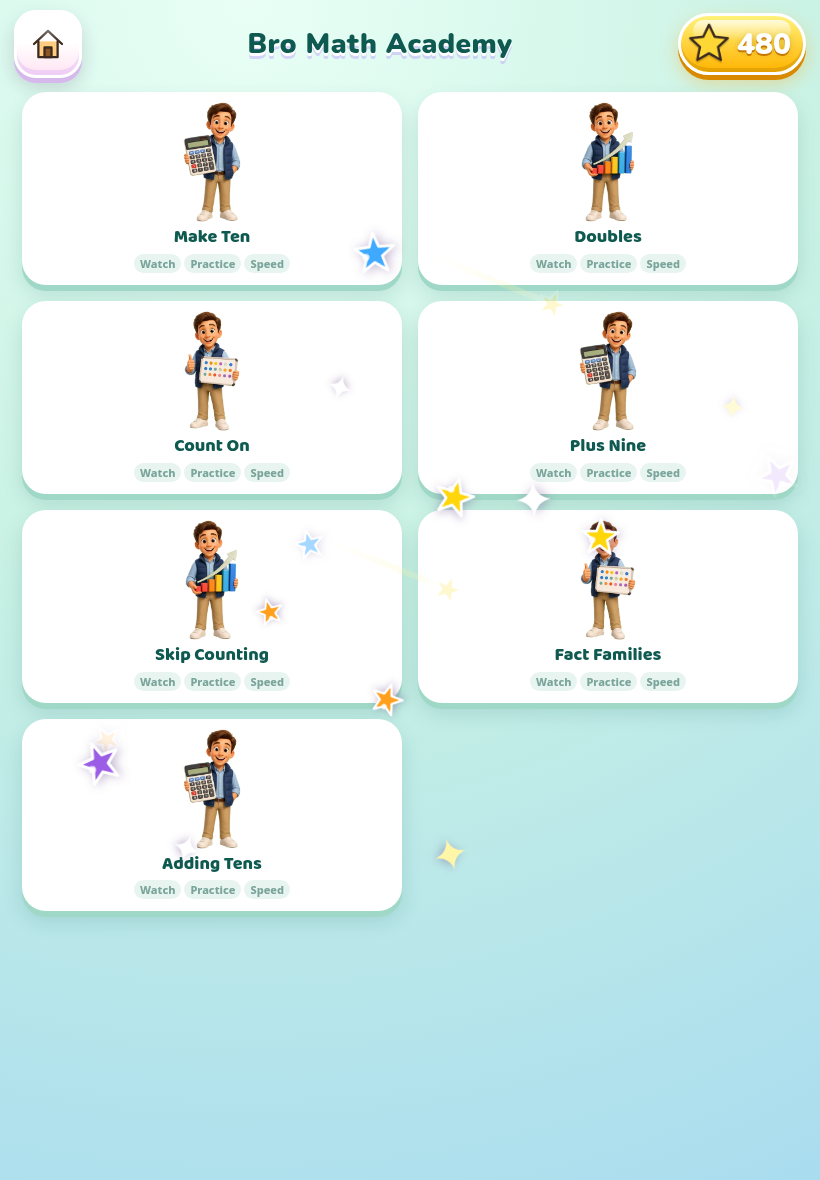 Bro Math Academy
480
Make Ten
Watch Practice Speed
Doubles
Watch Practice Speed
Count On
Watch Practice Speed
Plus Nine
Watch Practice Speed
Skip Counting
Watch Practice Speed
Fact Families
Watch Practice Speed
Adding Tens
Watch Practice Speed